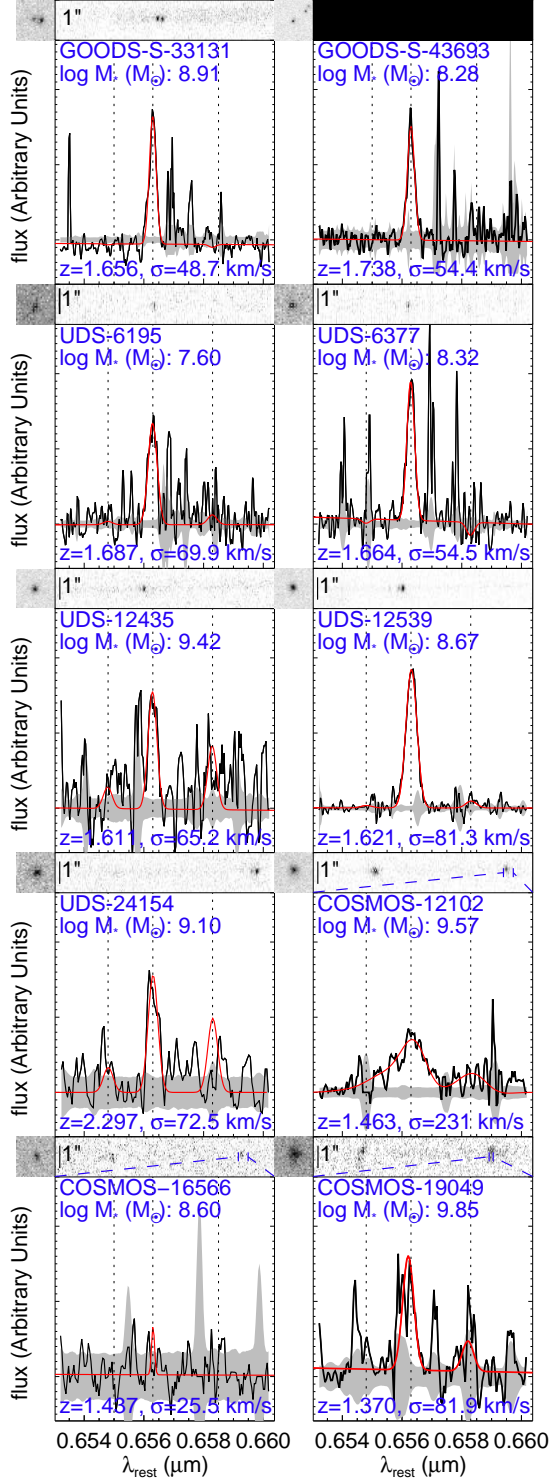 1"
GOODS-S-33131
log M* (M☉): 8.91
flux (Arbitrary Units)
z=1.656, σ=48.7 km/s
GOODS-S-43693
log M* (M☉): 8.28
z=1.738, σ=54.4 km/s
1"
UDS-6195
log M* (M☉): 7.60
flux (Arbitrary Units)
z=1.687, σ=69.9 km/s
1"
UDS-6377
log M* (M☉): 8.32
z=1.664, σ=54.5 km/s
1"
UDS-12435
log M* (M☉): 9.42
flux (Arbitrary Units)
z=1.611, σ=65.2 km/s
1"
UDS-12539
log M* (M☉): 8.67
z=1.621, σ=81.3 km/s
1"
UDS-24154
log M* (M☉): 9.10
flux (Arbitrary Units)
z=2.297, σ=72.5 km/s
1"
COSMOS-12102
log M* (M☉): 9.57
z=1.463, σ=231 km/s
1"
COSMOS-16566
log M* (M☉): 8.60
flux (Arbitrary Units)
z=1.437, σ=25.5 km/s
0.654 0.656 0.658 0.660
λrest (μm)
1"
COSMOS-19049
log M* (M☉): 9.85
z=1.370, σ=81.9 km/s
0.654 0.656 0.658 0.660
λrest (μm)